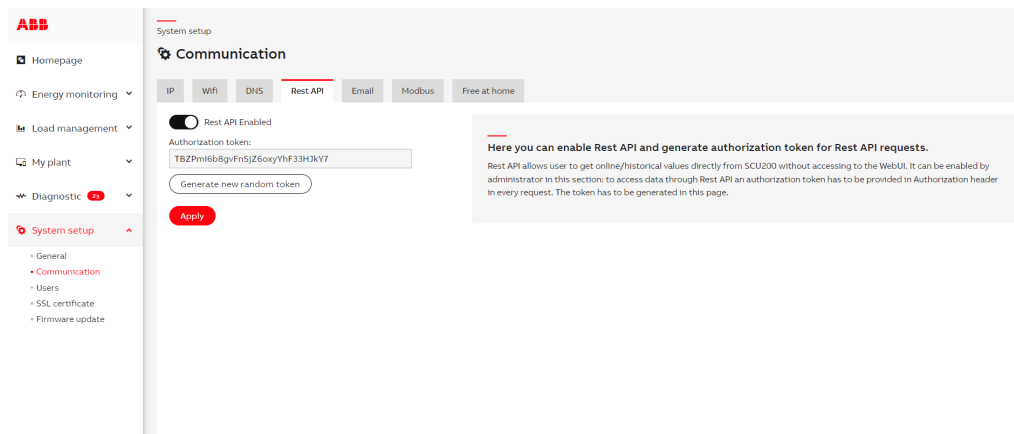 ABB
Homepage
Energy monitoring
Load management
My plant
Diagnostic 23
System setup
General
Communication
Users
SSL certificate
Firmware update
System setup
Communication
IP Wifi DNS Rest API Email Modbus Free at home
Rest API Enabled
Authorization token:
TBZPmI6b8gvFnSjZ6oxyYhF33HJkY7
Generate new random token
Apply
Here you can enable Rest API and generate authorization token for Rest API requests.
Rest API allows user to get online/historical values directly from SCU200 without accessing to the WebUI. It can be enabled by
administrator in this section: to access data through Rest API an authorization token has to be provided in Authorization header
in every request. The token has to be generated in this page.